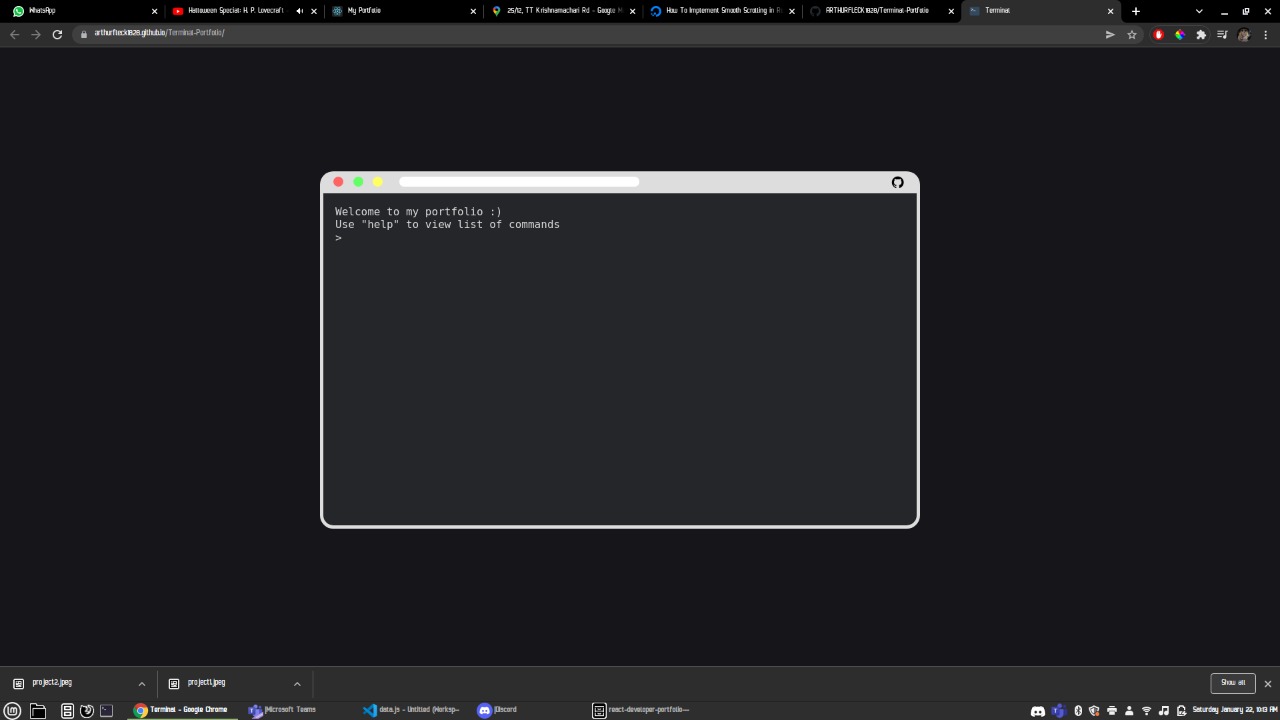 WhatsApp
Halloween Special: H. P. Lovecraft
My Portfolio
25/12, TT Krishnamachari Rd - Google M
How To Implement Smooth Scrolling in R
ARTHURFLECK1828/Terminal-Portfolio
Terminal
arthurfleck1828.github.io/Terminal-Portfolio/
Welcome to my portfolio :)
Use "help" to view list of commands
>
project2.jpeg
project1.jpeg
Show all
Terminal - Google Chrome
Microsoft Teams
data.js - Untitled (Worksp...
Discord
react-developer-portfolio—
Saturday January 22, 10:13 AM